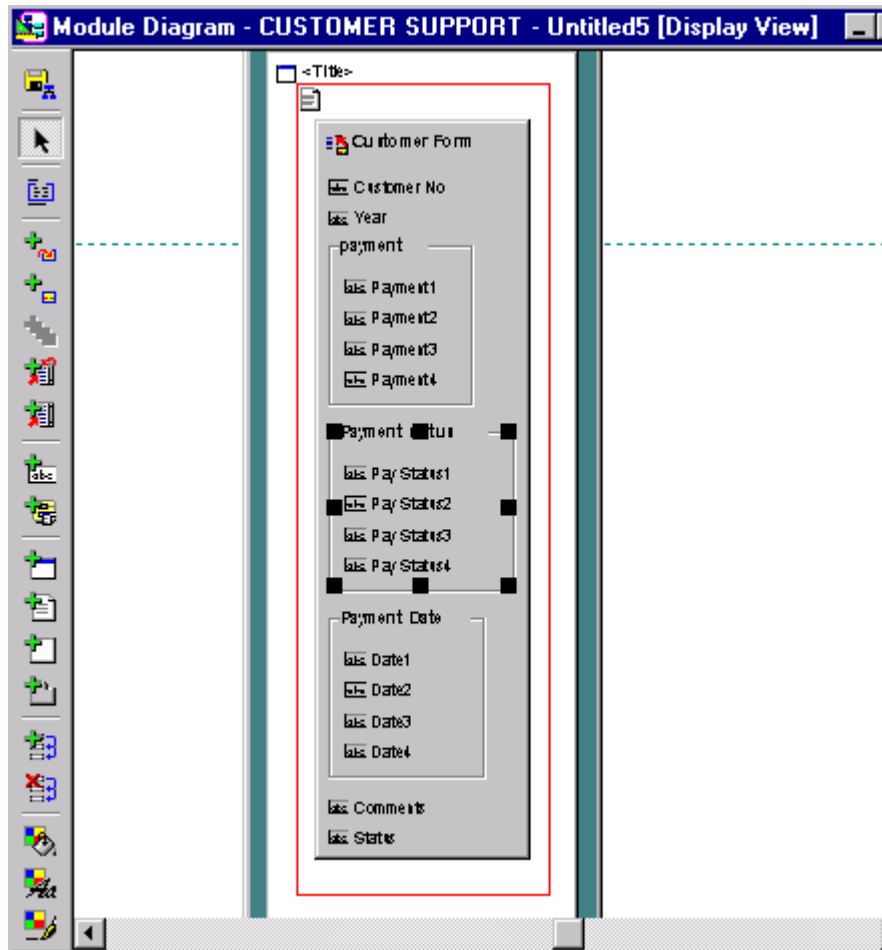 Module Diagram - CUSTOMER SUPPORT - Untitled5 [Display View]
<Title>
Customer Form
Customer No
Year
payment
Payment1
Payment2
Payment3
Payment4
Payment
Pay Status1
Pay Status2
Pay Status3
Pay Status4
Payment Date
Date1
Date2
Date3
Date4
Comments
Status